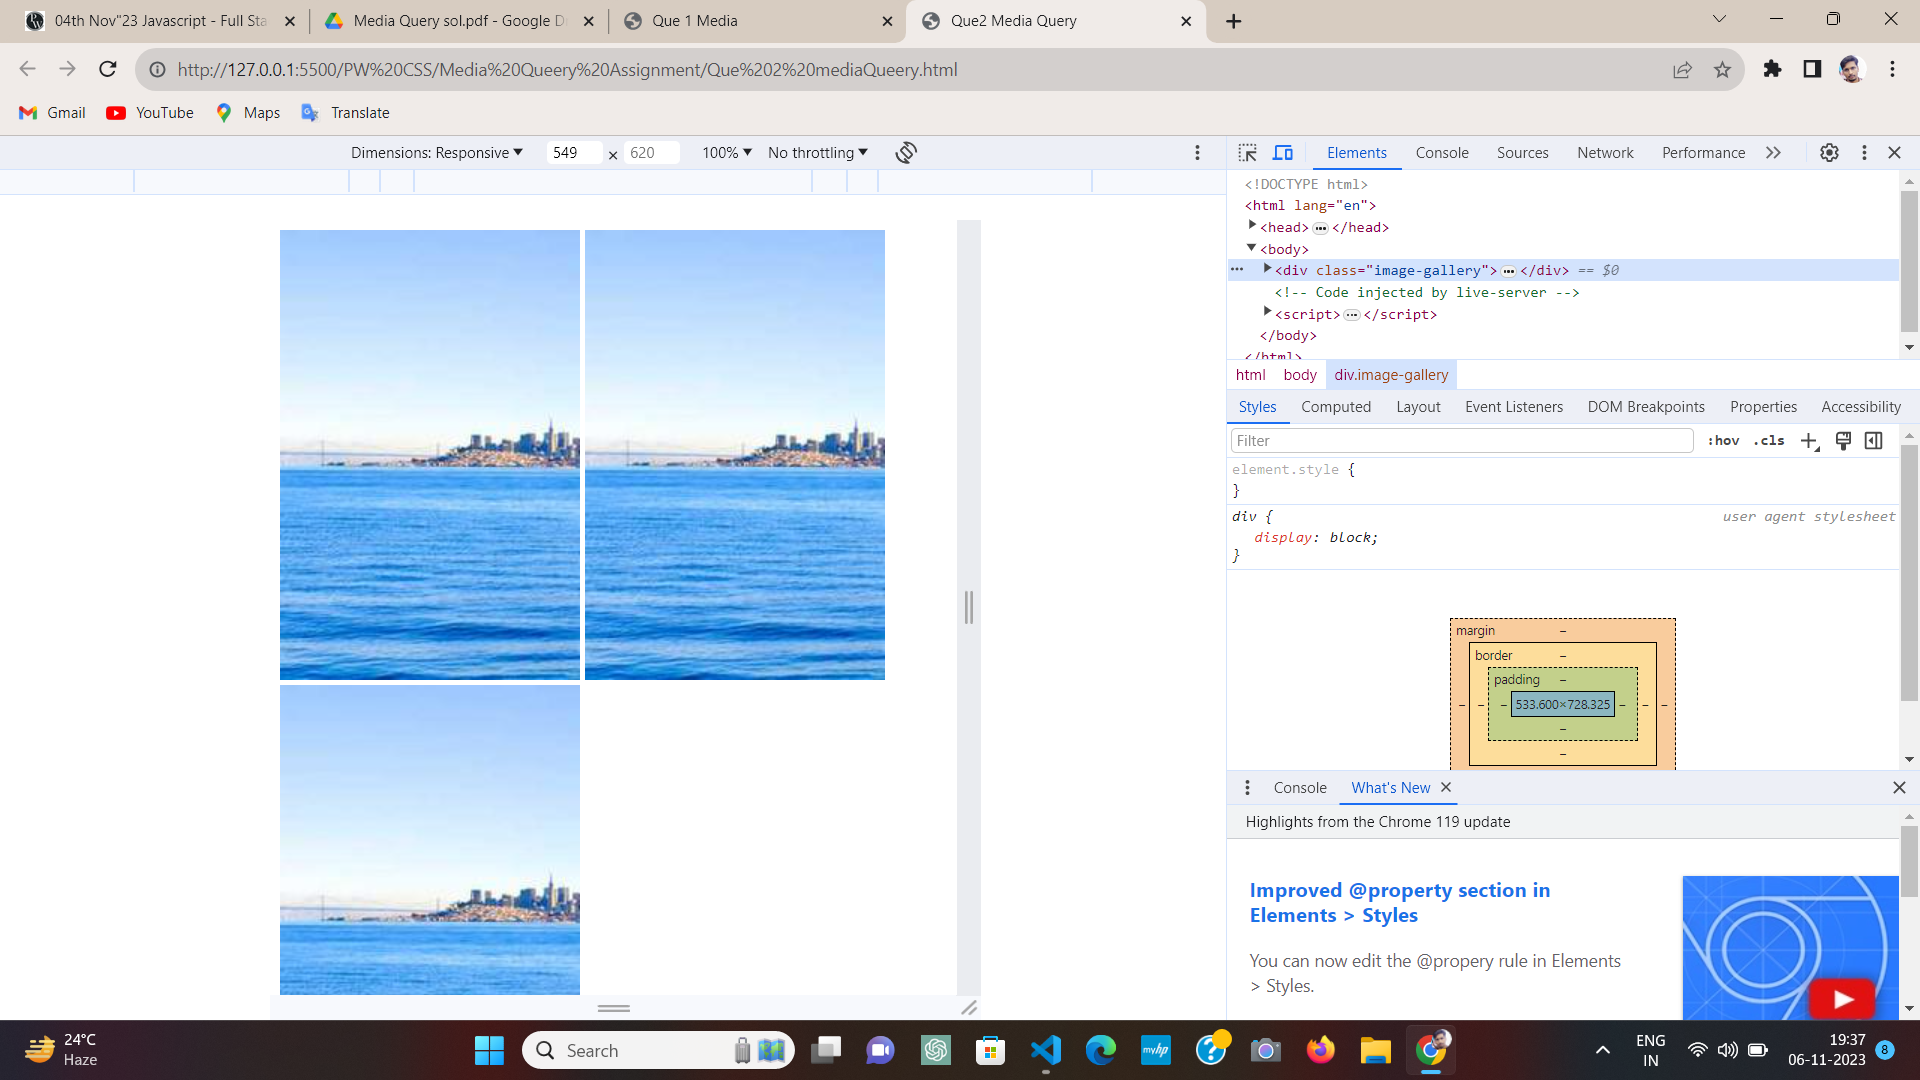 04th Nov"23 Javascript - Full Sta
Media Query sol.pdf - Google D
Que 1 Media
Que2 Media Query
http://127.0.0.1:5500/PW%20CSS/Media%20Queery%20Assignment/Que%202%20mediaQueery.html
Gmail
YouTube
Maps
Translate
Dimensions: Responsive
549 × 620
100%
No throttling
Elements
Console
Sources
Network
Performance
<!DOCTYPE html>
<html lang="en">
<head> ••• </head>
<body>
••• <div class="image-gallery"> ••• </div> == $0
<!-- Code injected by live-server -->
<script> ••• </script>
</body>
</html>
html body div.image-gallery
Styles Computed Layout Event Listeners DOM Breakpoints Properties Accessibility
Filter :hov .cls
element.style {
}
div { user agent stylesheet
display: block;
}
margin –
border –
padding –
– – – 533.600×728.325 – – –
–
–
Console
What's New
Highlights from the Chrome 119 update
Improved @property section in
Elements > Styles
You can now edit the @propery rule in Elements
> Styles.
24°C
Haze
Search
myhp
ENG
IN
19:37
06-11-2023
8